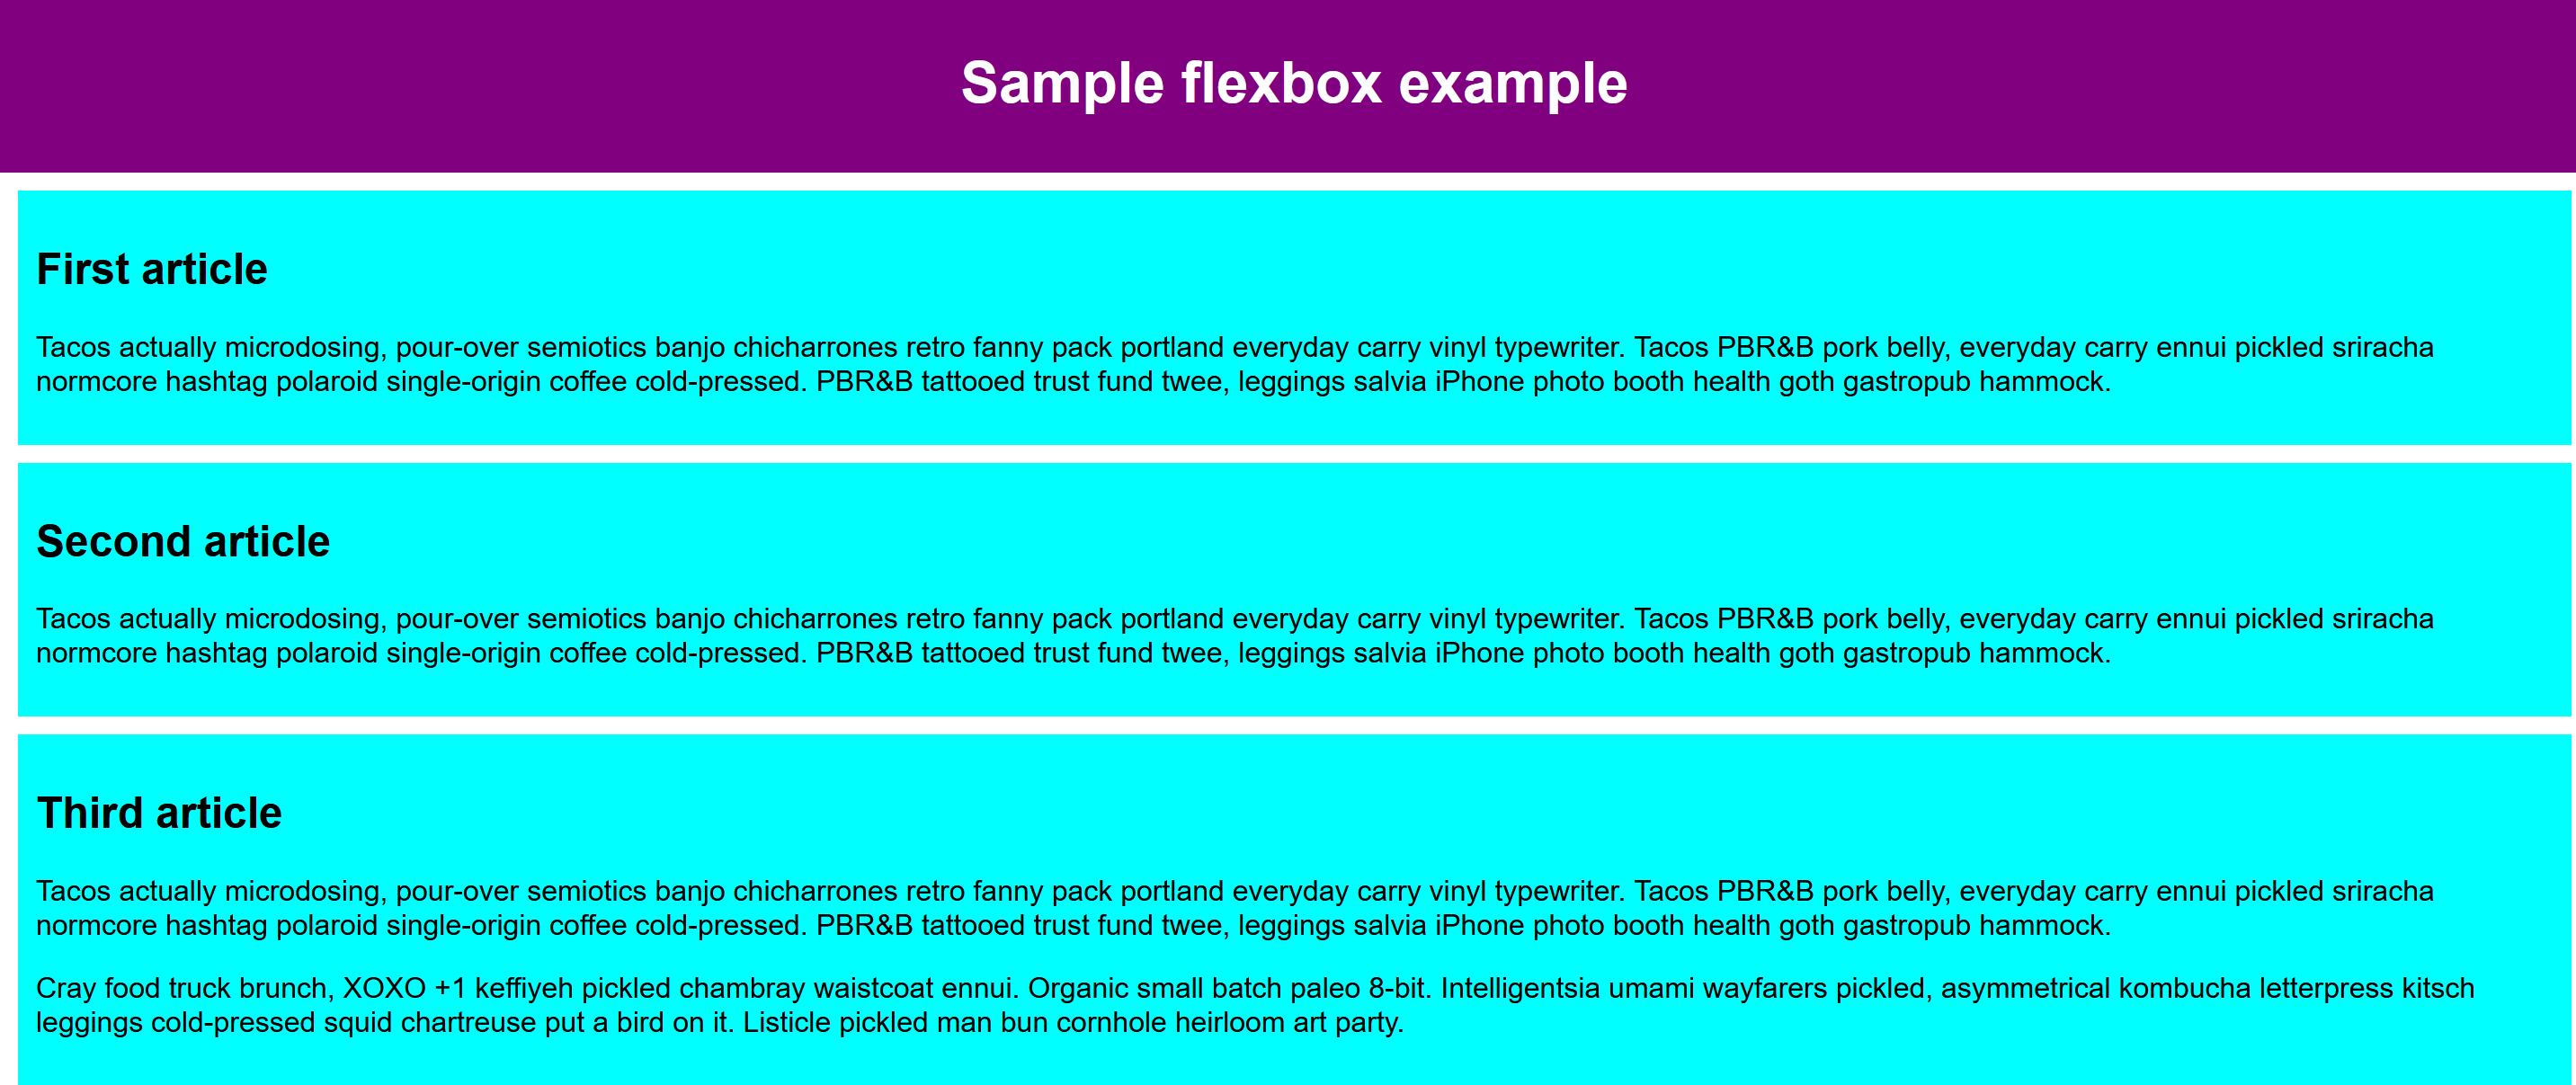 Sample flexbox example
First article
Tacos actually microdosing, pour-over semiotics banjo chicharrones retro fanny pack portland everyday carry vinyl typewriter. Tacos PBR&B pork belly, everyday carry ennui pickled sriracha
normcore hashtag polaroid single-origin coffee cold-pressed. PBR&B tattooed trust fund twee, leggings salvia iPhone photo booth health goth gastropub hammock.
Second article
Tacos actually microdosing, pour-over semiotics banjo chicharrones retro fanny pack portland everyday carry vinyl typewriter. Tacos PBR&B pork belly, everyday carry ennui pickled sriracha
normcore hashtag polaroid single-origin coffee cold-pressed. PBR&B tattooed trust fund twee, leggings salvia iPhone photo booth health goth gastropub hammock.
Third article
Tacos actually microdosing, pour-over semiotics banjo chicharrones retro fanny pack portland everyday carry vinyl typewriter. Tacos PBR&B pork belly, everyday carry ennui pickled sriracha
normcore hashtag polaroid single-origin coffee cold-pressed. PBR&B tattooed trust fund twee, leggings salvia iPhone photo booth health goth gastropub hammock.
Cray food truck brunch, XOXO +1 keffiyeh pickled chambray waistcoat ennui. Organic small batch paleo 8-bit. Intelligentsia umami wayfarers pickled, asymmetrical kombucha letterpress kitsch
leggings cold-pressed squid chartreuse put a bird on it. Listicle pickled man bun cornhole heirloom art party.